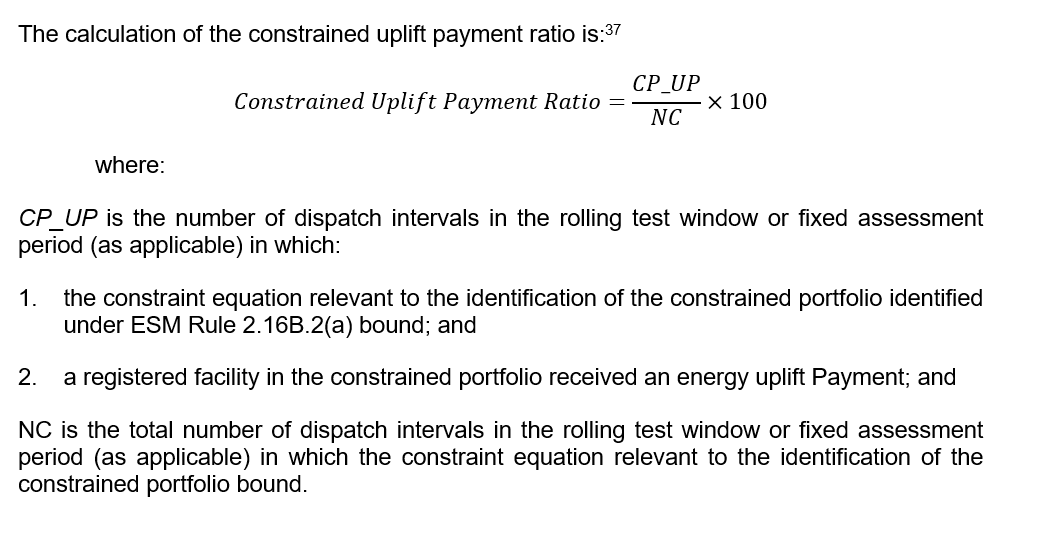 The calculation of the constrained uplift payment ratio is:37
Constrained Uplift Payment Ratio = CP_UP / NC × 100
where:
CP_UP is the number of dispatch intervals in the rolling test window or fixed assessment
period (as applicable) in which:
1. the constraint equation relevant to the identification of the constrained portfolio identified
under ESM Rule 2.16B.2(a) bound; and
2. a registered facility in the constrained portfolio received an energy uplift Payment; and
NC is the total number of dispatch intervals in the rolling test window or fixed assessment
period (as applicable) in which the constraint equation relevant to the identification of the
constrained portfolio bound.